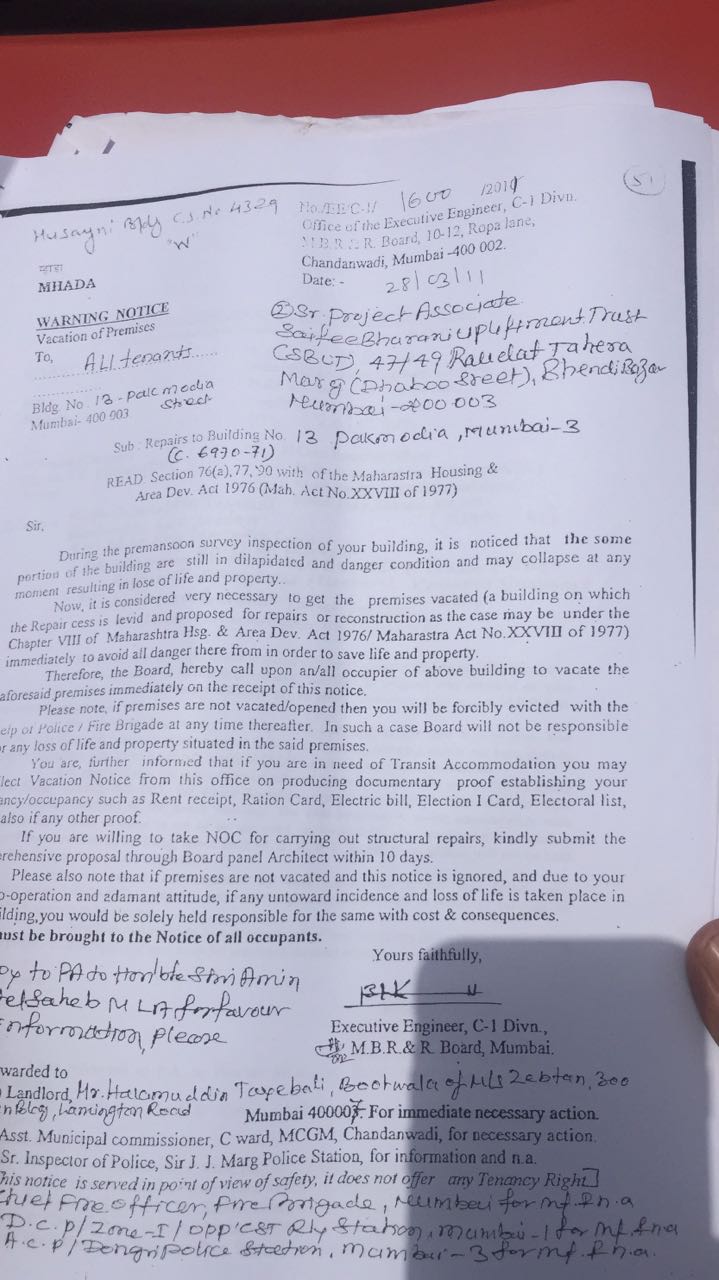 51
Husayni Bldg C.S. No 4329
"W"
No./EE/C-1/ 1600 /2011
Office of the Executive Engineer, C-1 Divn.
M.B.R. & R. Board, 10-12, Ropa lane,
Chandanwadi, Mumbai-400 002.
Date: - 28/03/11
म्हाडा
MHADA
WARNING NOTICE
Vacation of Premises
To,
All tenants
Bldg No 13-pakmodia Street
Mumbai- 400 003
② Sr. Project Associate
Saifee Bharani Upliftment Trust
(SBUT), 47/49 Raudat Tahera
Marg (Dhaboo Sreet), Bhendi Bazar
Mumbai-400 003
Sub : Repairs to Building No. 13 pakmodia, Mumbai-3
(C. 6970-71)
READ Section 76(a),77, 90 with of the Maharastra Housing &
Area Dev. Act 1976 (Mah. Act No.XXVIII of 1977)
Sir,
During the premansoon survey inspection of your building, it is noticed that the some
portion of the building are still in dilapidated and danger condition and may collapse at any
moment resulting in lose of life and property..
Now, it is considered very necessary to get the premises vacated (a building on which
the Repair cess is levid and proposed for repairs or reconstruction as the case may be under the
Chapter VIII of Maharashtra Hsg. & Area Dev. Act 1976/ Maharastra Act No.XXVIII of 1977)
immediately to avoid all danger there from in order to save life and property.
Therefore, the Board, hereby call upon an/all occupier of above building to vacate the
aforesaid premises immediately on the receipt of this notice.
Please note, if premises are not vacated/opened then you will be forcibly evicted with the
elp of Police / Fire Brigade at any time thereafter. In such a case Board will not be responsible
r any loss of life and property situated in the said premises.
You are, further informed that if you are in need of Transit Accommodation you may
lect Vacation Notice from this office on producing documentary proof establishing your
ancy/occupancy such as Rent receipt, Ration Card, Electric bill, Election I Card, Electoral list,
also if any other proof.
If you are willing to take NOC for carrying out structural repairs, kindly submit the
rehensive proposal through Board panel Architect within 10 days.
Please also note that if premises are not vacated and this notice is ignored, and due to your
o-operation and adamant attitude, if any untoward incidence and loss of life is taken place in
ilding,you would be solely held responsible for the same with cost & consequences.
ust be brought to the Notice of all occupants.
Yours faithfully,
py to PA to Hon'ble Shri Amin
tel Saheb MLA for favour
information, please
Executive Engineer, C-1 Divn.,
M.B.R.& R. Board, Mumbai.
warded to
Landlord, Mr. Hakimuddin Tayebali, Bootwala of M/s Zebtan, 300
n Bldg, Lamington Road Mumbai 400007. For immediate necessary action.
Asst. Municipal commissioner, C ward, MCGM, Chandanwadi, for necessary action.
Sr. Inspector of Police, Sir J. J. Marg Police Station, for information and n.a.
his notice is served in point of view of safety, it does not offer any Tenancy Right]
Chief Fire officer, Fire Brigade, Mumbai for inf. & n.a
D.C.P/Zone-I/opp CST Rly Station, Mumbai-1 for inf. & n.a
A.C.P/Dongri Police Station, Mumbai-3 for inf. & n.a.